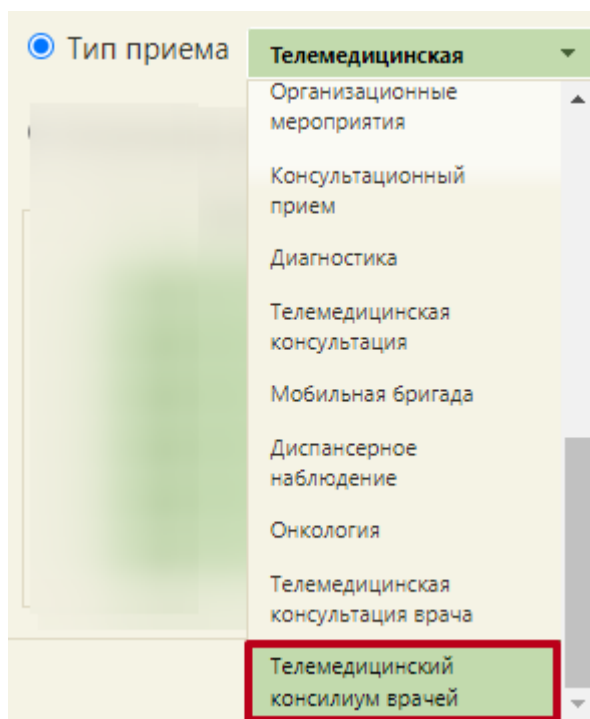 Тип приема
Телемедицинская
Организационные
мероприятия
Консультационный
прием
Диагностика
Телемедицинская
консультация
Мобильная бригада
Диспансерное
наблюдение
Онкология
Телемедицинская
консультация врача
Телемедицинский
консилиум врачей